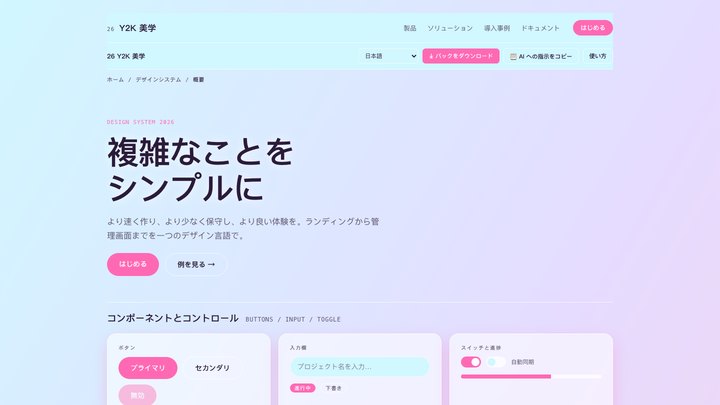 26 Y2K 美学
製品 ソリューション 導入事例 ドキュメント はじめる
26 Y2K 美学
日本語 パックをダウンロード AI への指示をコピー 使い方
ホーム / デザインシステム / 概要
DESIGN SYSTEM 2026
複雑なことを
シンプルに
より速く作り、より少なく保守し、より良い体験を。ランディングから管
理画面までを一つのデザイン言語で。
はじめる 例を見る →
コンポーネントとコントロール BUTTONS / INPUT / TOGGLE
ボタン
プライマリ セカンダリ
無効
入力欄
プロジェクト名を入力…
進行中 下書き
スイッチと進捗
自動同期